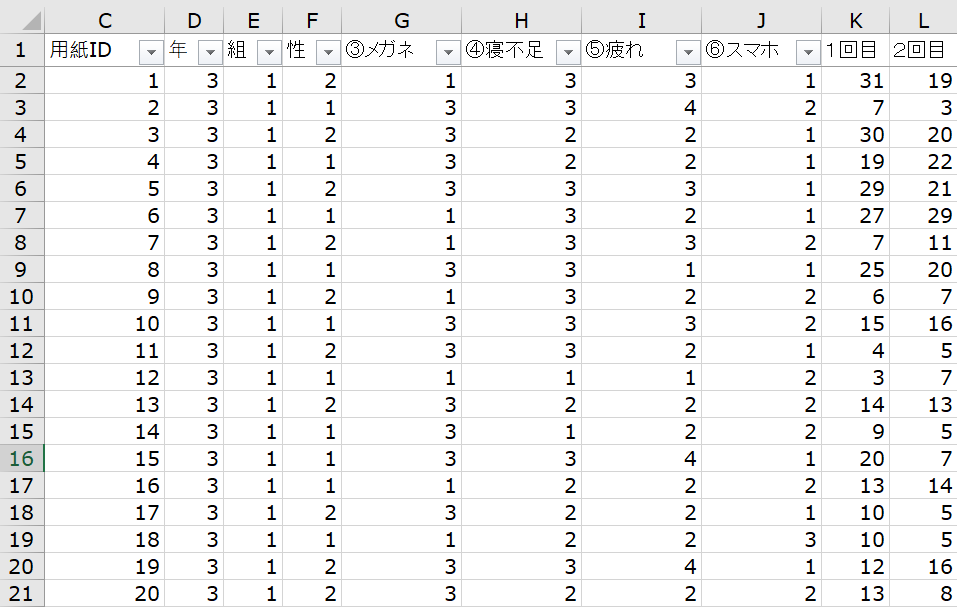 C D E F G H I J K L
1 用紙ID 年 組 性 ③メガネ ④寝不足 ⑤疲れ ⑥スマホ 1回目 2回目
2 1 3 1 2 1 3 3 1 31 19
3 2 3 1 1 3 3 4 2 7 3
4 3 3 1 2 3 2 2 1 30 20
5 4 3 1 1 3 2 2 1 19 22
6 5 3 1 2 3 3 3 1 29 21
7 6 3 1 1 1 3 2 1 27 29
8 7 3 1 2 1 3 3 2 7 11
9 8 3 1 1 3 3 1 1 25 20
10 9 3 1 2 1 3 2 2 6 7
11 10 3 1 1 3 3 3 2 15 16
12 11 3 1 2 3 3 2 1 4 5
13 12 3 1 1 1 1 1 2 3 7
14 13 3 1 2 3 2 2 2 14 13
15 14 3 1 1 3 1 2 2 9 5
16 15 3 1 1 3 3 4 1 20 7
17 16 3 1 1 1 2 2 2 13 14
18 17 3 1 2 3 2 2 1 10 5
19 18 3 1 1 1 2 2 3 10 5
20 19 3 1 2 3 3 4 1 12 16
21 20 3 1 2 3 2 2 2 13 8